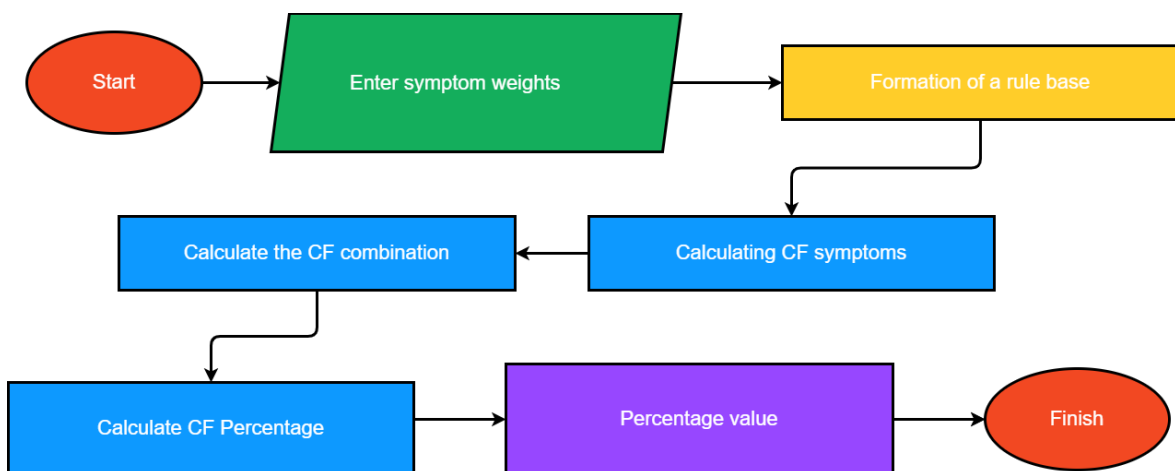 Start
Enter symptom weights
Formation of a rule base
Calculating CF symptoms
Calculate the CF combination
Calculate CF Percentage
Percentage value
Finish